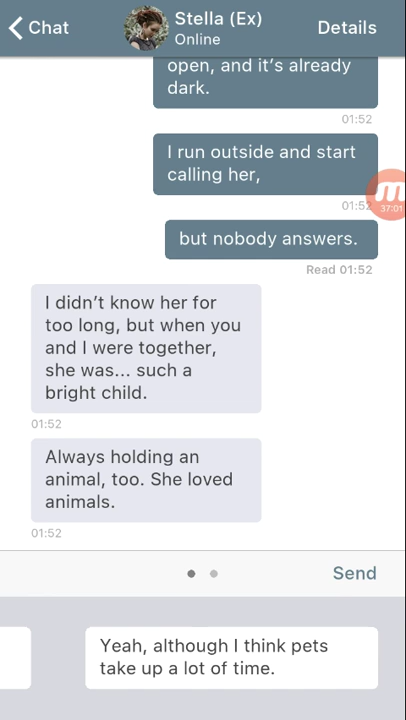 Chat
Stella (Ex)
Online
Details
open, and it’s already
dark.
01:52
I run outside and start
calling her,
01:52
37:01
but nobody answers.
Read 01:52
I didn’t know her for
too long, but when you
and I were together,
she was... such a
bright child.
01:52
Always holding an
animal, too. She loved
animals.
01:52
Send
Yeah, although I think pets
take up a lot of time.